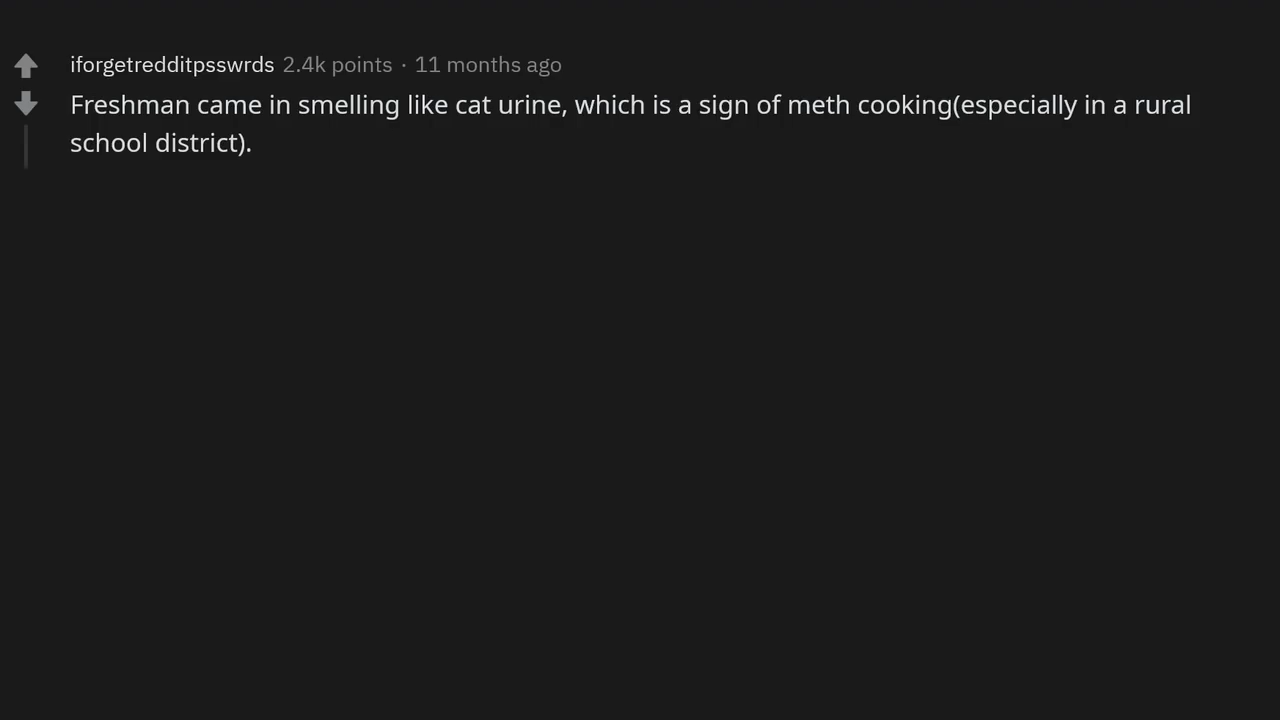 iforgetredditpsswrds 2.4k points · 11 months ago
Freshman came in smelling like cat urine, which is a sign of meth cooking(especially in a rural
school district).